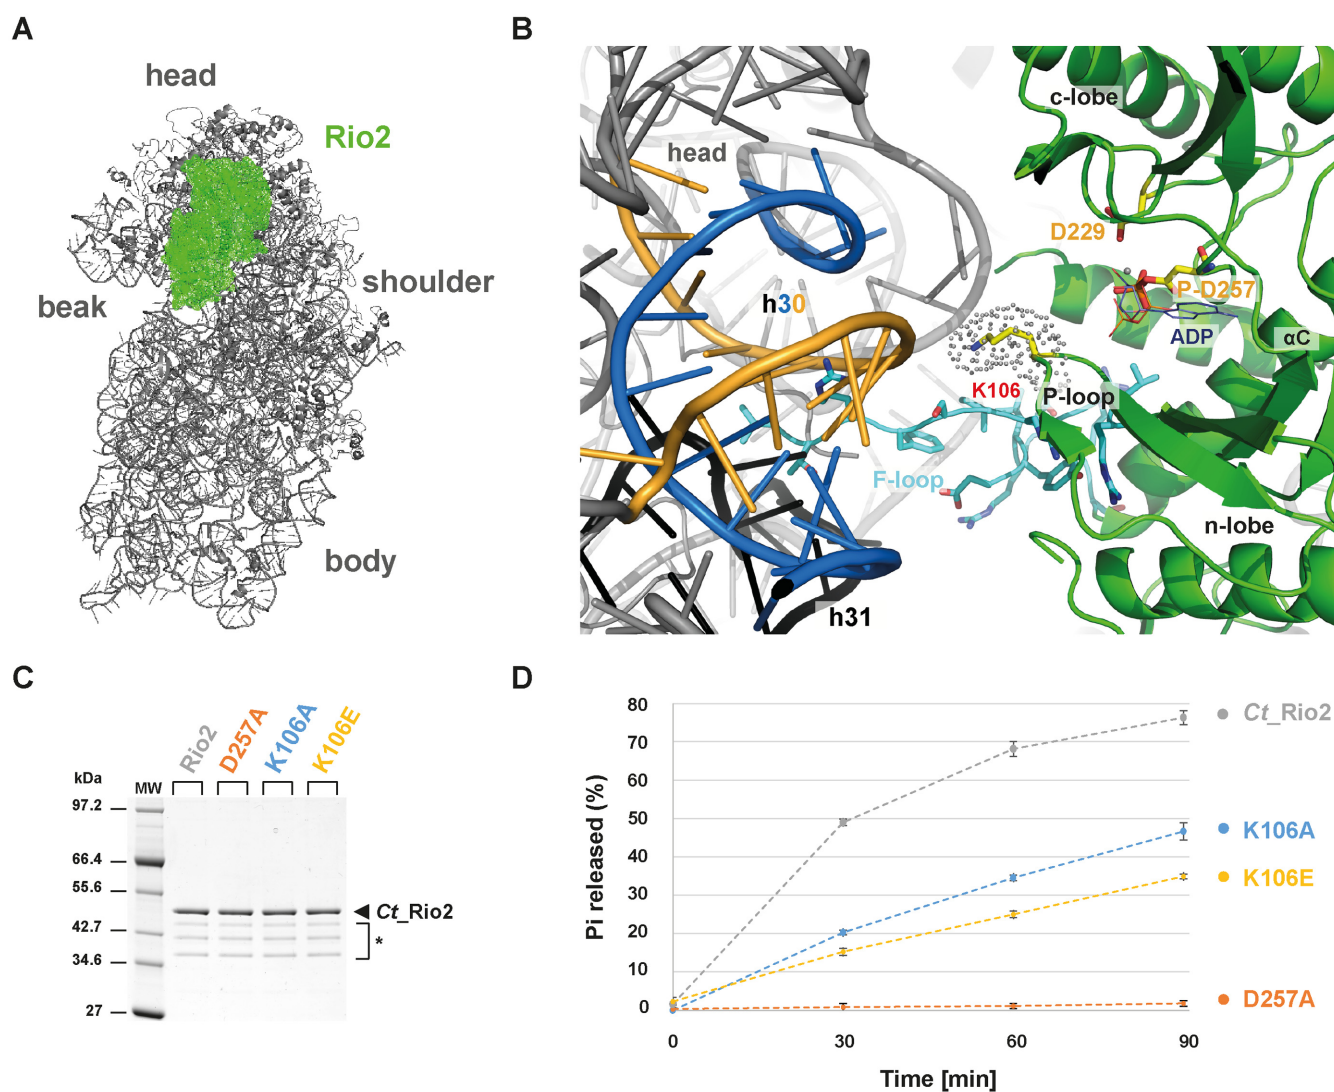 A
head
Rio2
beak
shoulder
body
B
c-lobe
head
D229
h30
P-D257
ADP
αC
K106
P-loop
F-loop
n-lobe
h31
C
Rio2
D257A
K106A
K106E
kDa
MW
97.2
66.4
55.6
Ct_Rio2
42.7
*
34.6
27
D
80
70
60
50
40
30
20
10
0
Pi released (%)
0 30 60 90
Time [min]
Ct_Rio2
K106A
K106E
D257A